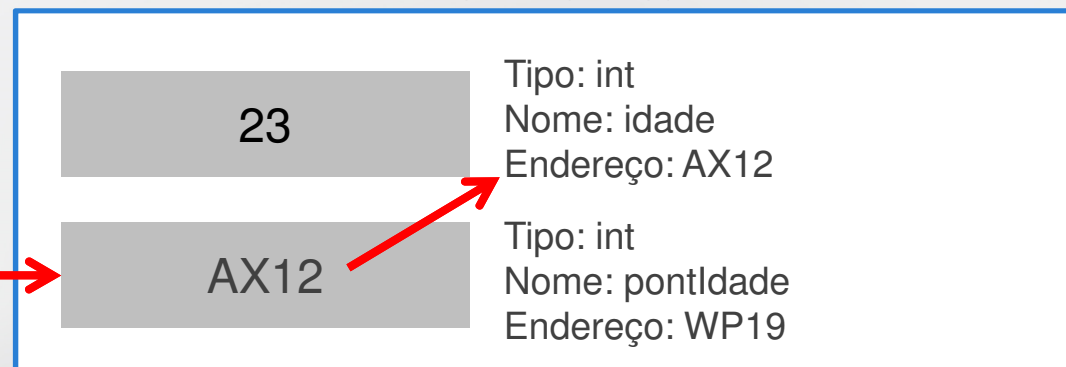 23
Tipo: int
Nome: idade
Endereço: AX12
AX12
Tipo: int
Nome: pontIdade
Endereço: WP19